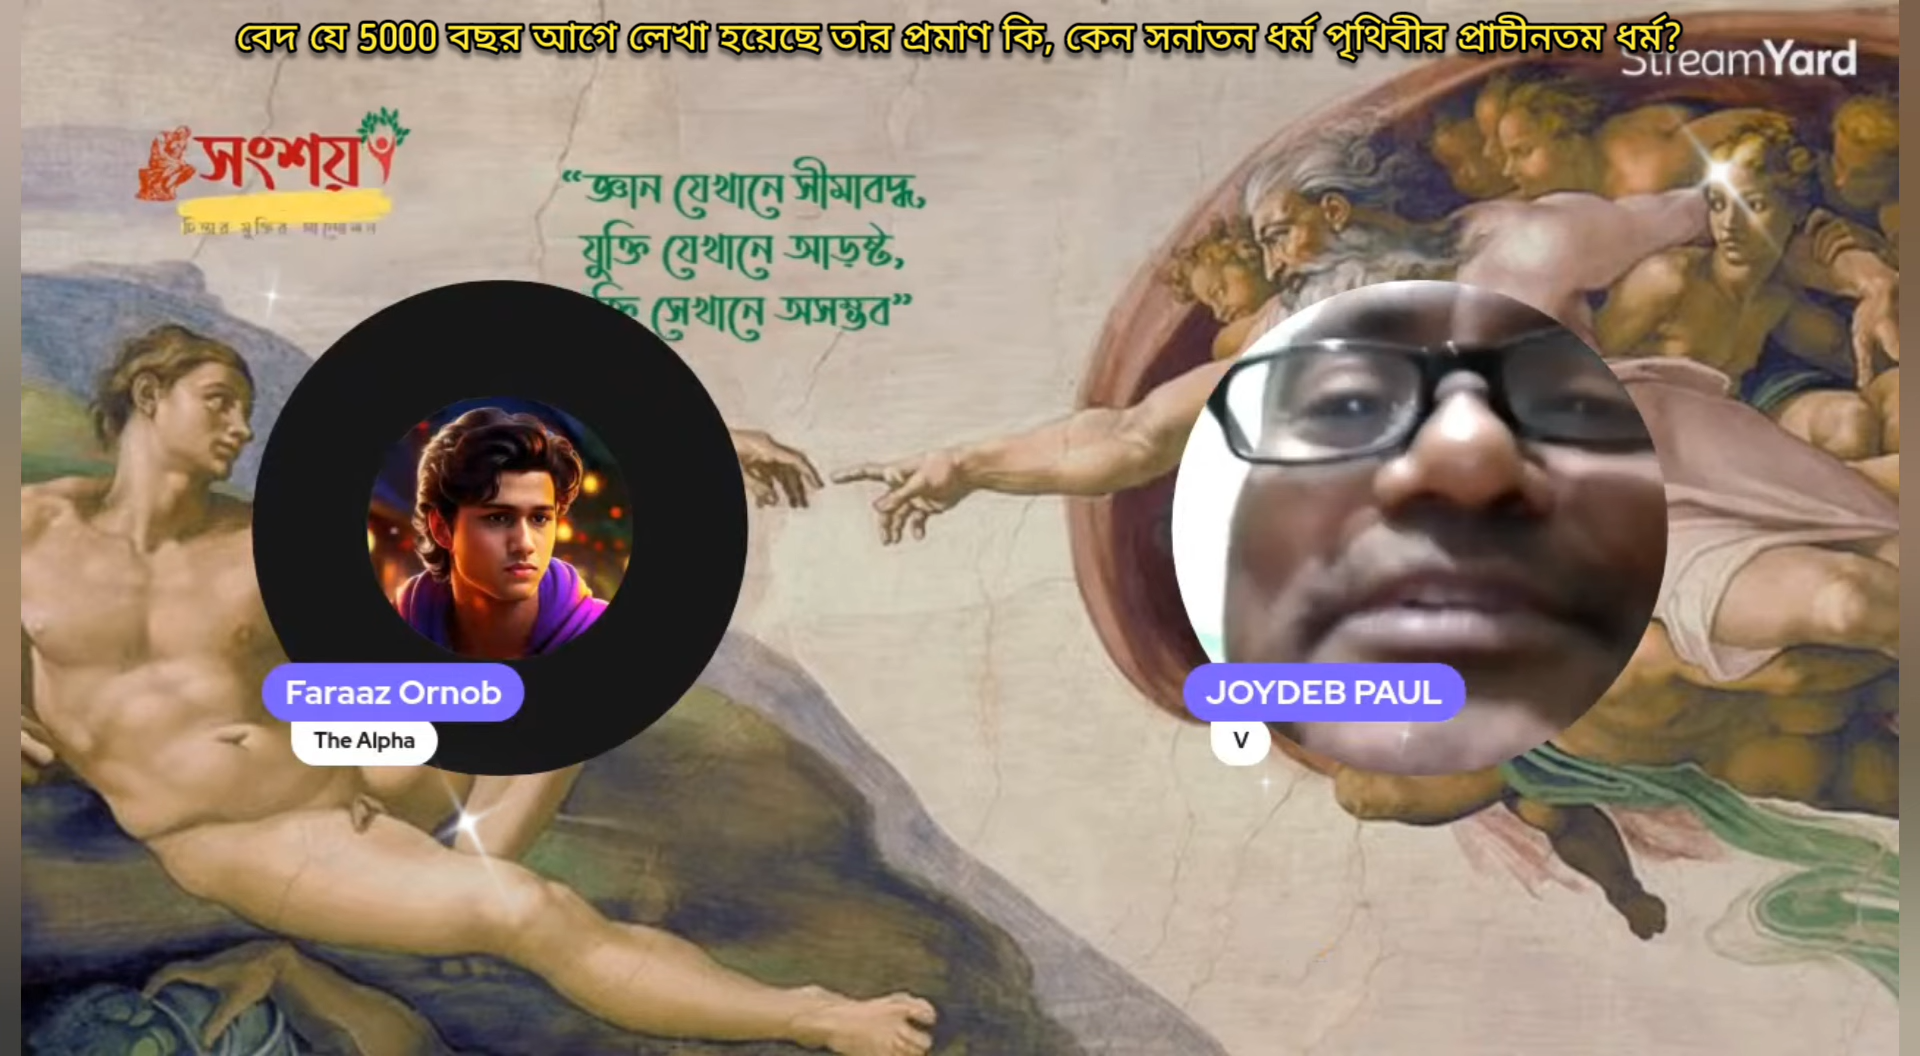 বেদ যে 5000 বছর আগে লেখা হয়েছে তার প্রমাণ কি, কেন সনাতন ধর্ম পৃথিবীর প্রাচীনতম ধর্ম?
StreamYard
সংশয়
“জ্ঞান যেখানে সীমাবদ্ধ,
যুক্তি যেখানে আড়ষ্ট,
সেখানে অসম্ভব”
Faraaz Ornob
The Alpha
JOYDEB PAUL
V